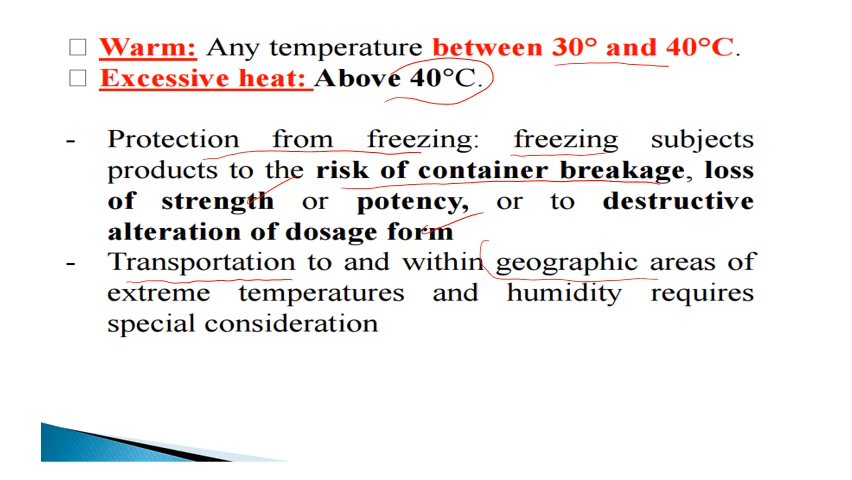 □ Warm: Any temperature between 30° and 40°C.
□ Excessive heat: Above 40°C.
- Protection from freezing: freezing subjects
products to the risk of container breakage, loss
of strength or potency, or to destructive
alteration of dosage form
- Transportation to and within geographic areas of
extreme temperatures and humidity requires
special consideration